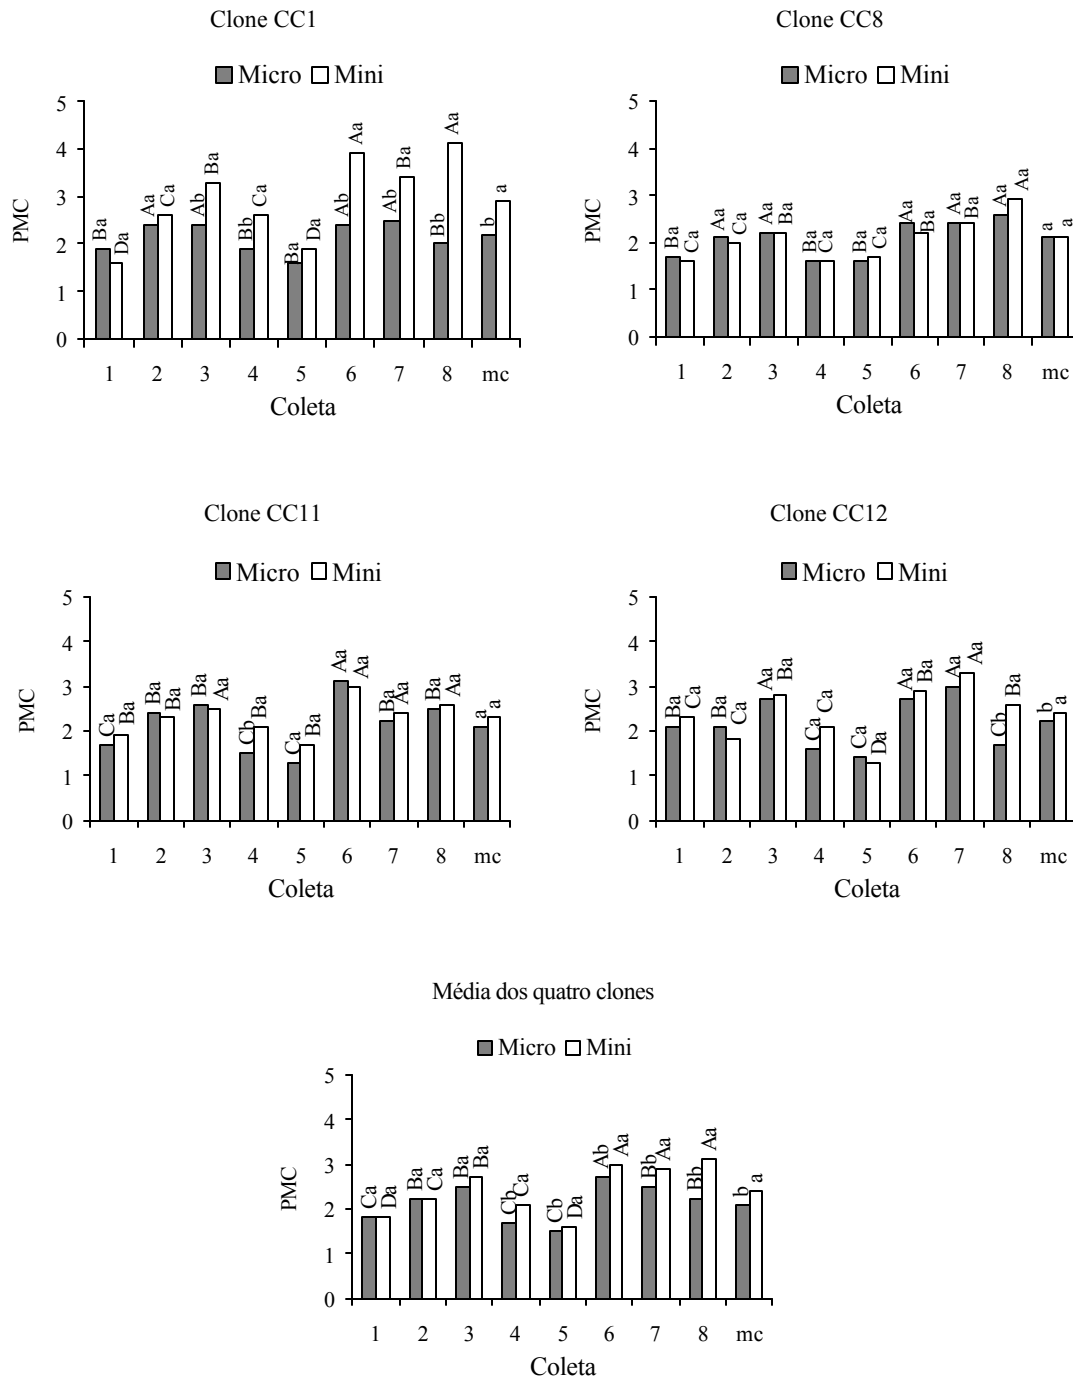 Clone CC1
Micro Mini
5
4
3
2
1
0
PMC
Ba Da Aa Ca Ab Ba Bb Ca Ba Da Ab Aa Ab Ba Bb Aa b a
1 2 3 4 5 6 7 8 mc
Coleta
Clone CC8
Micro Mini
5
4
3
2
1
0
PMC
Ba Ca Aa Ca Aa Ba Ba Ca Ba Ca Aa Ba Aa Ba Aa Aa a a
1 2 3 4 5 6 7 8 mc
Coleta
Clone CC11
Micro Mini
5
4
3
2
1
0
PMC
Ca Ba Ba Ba Ba Aa Cb Ba Ca Ba Aa Aa Ba Aa Ba Aa a a
1 2 3 4 5 6 7 8 mc
Coleta
Clone CC12
Micro Mini
5
4
3
2
1
0
PMC
Ba Ca Ba Ca Aa Ba Ca Ca Ca Da Aa Ba Aa Aa Cb Ba b a
1 2 3 4 5 6 7 8 mc
Coleta
Média dos quatro clones
Micro Mini
5
4
3
2
1
0
PMC
Ca Da Ba Ca Ba Ba Cb Ca Cb Da Ab Aa Bb Aa Bb Aa b a
1 2 3 4 5 6 7 8 mc
Coleta